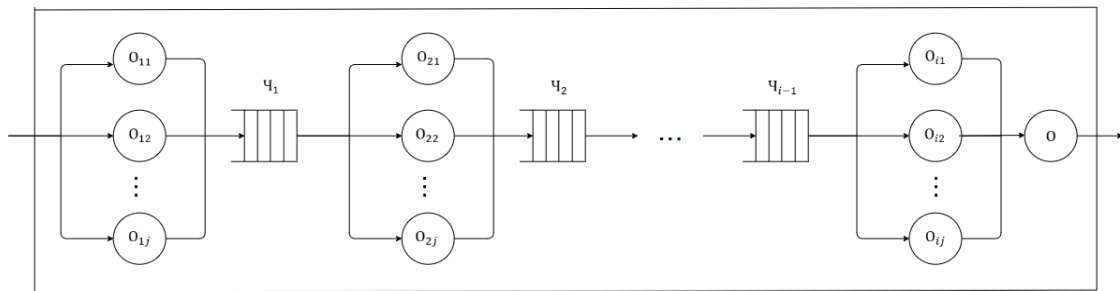 O₁₁
O₁₂
⋮
O₁ⱼ
Ч₁
O₂₁
O₂₂
⋮
O₂ⱼ
Ч₂
...
Чᵢ₋₁
Oᵢ₁
Oᵢ₂
⋮
Oᵢⱼ
O